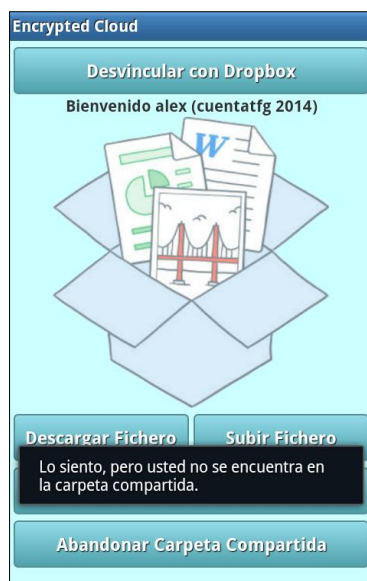 Encrypted Cloud
Desvincular con Dropbox
Bienvenido alex (cuentatfg 2014)
W
Descargar Fichero
Subir Fichero
Lo siento, pero usted no se encuentra en
la carpeta compartida.
Abandonar Carpeta Compartida